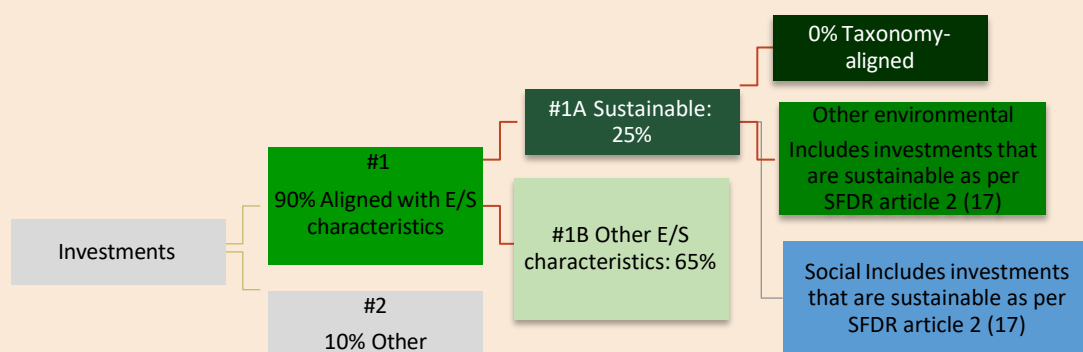 Investments
#1
90% Aligned with E/S
characteristics
#2
10% Other
#1A Sustainable:
25%
#1B Other E/S
characteristics: 65%
0% Taxonomy-
aligned
Other environmental
Includes investments that
are sustainable as per
SFDR article 2 (17)
Social Includes investments
that are sustainable as per
SFDR article 2 (17)